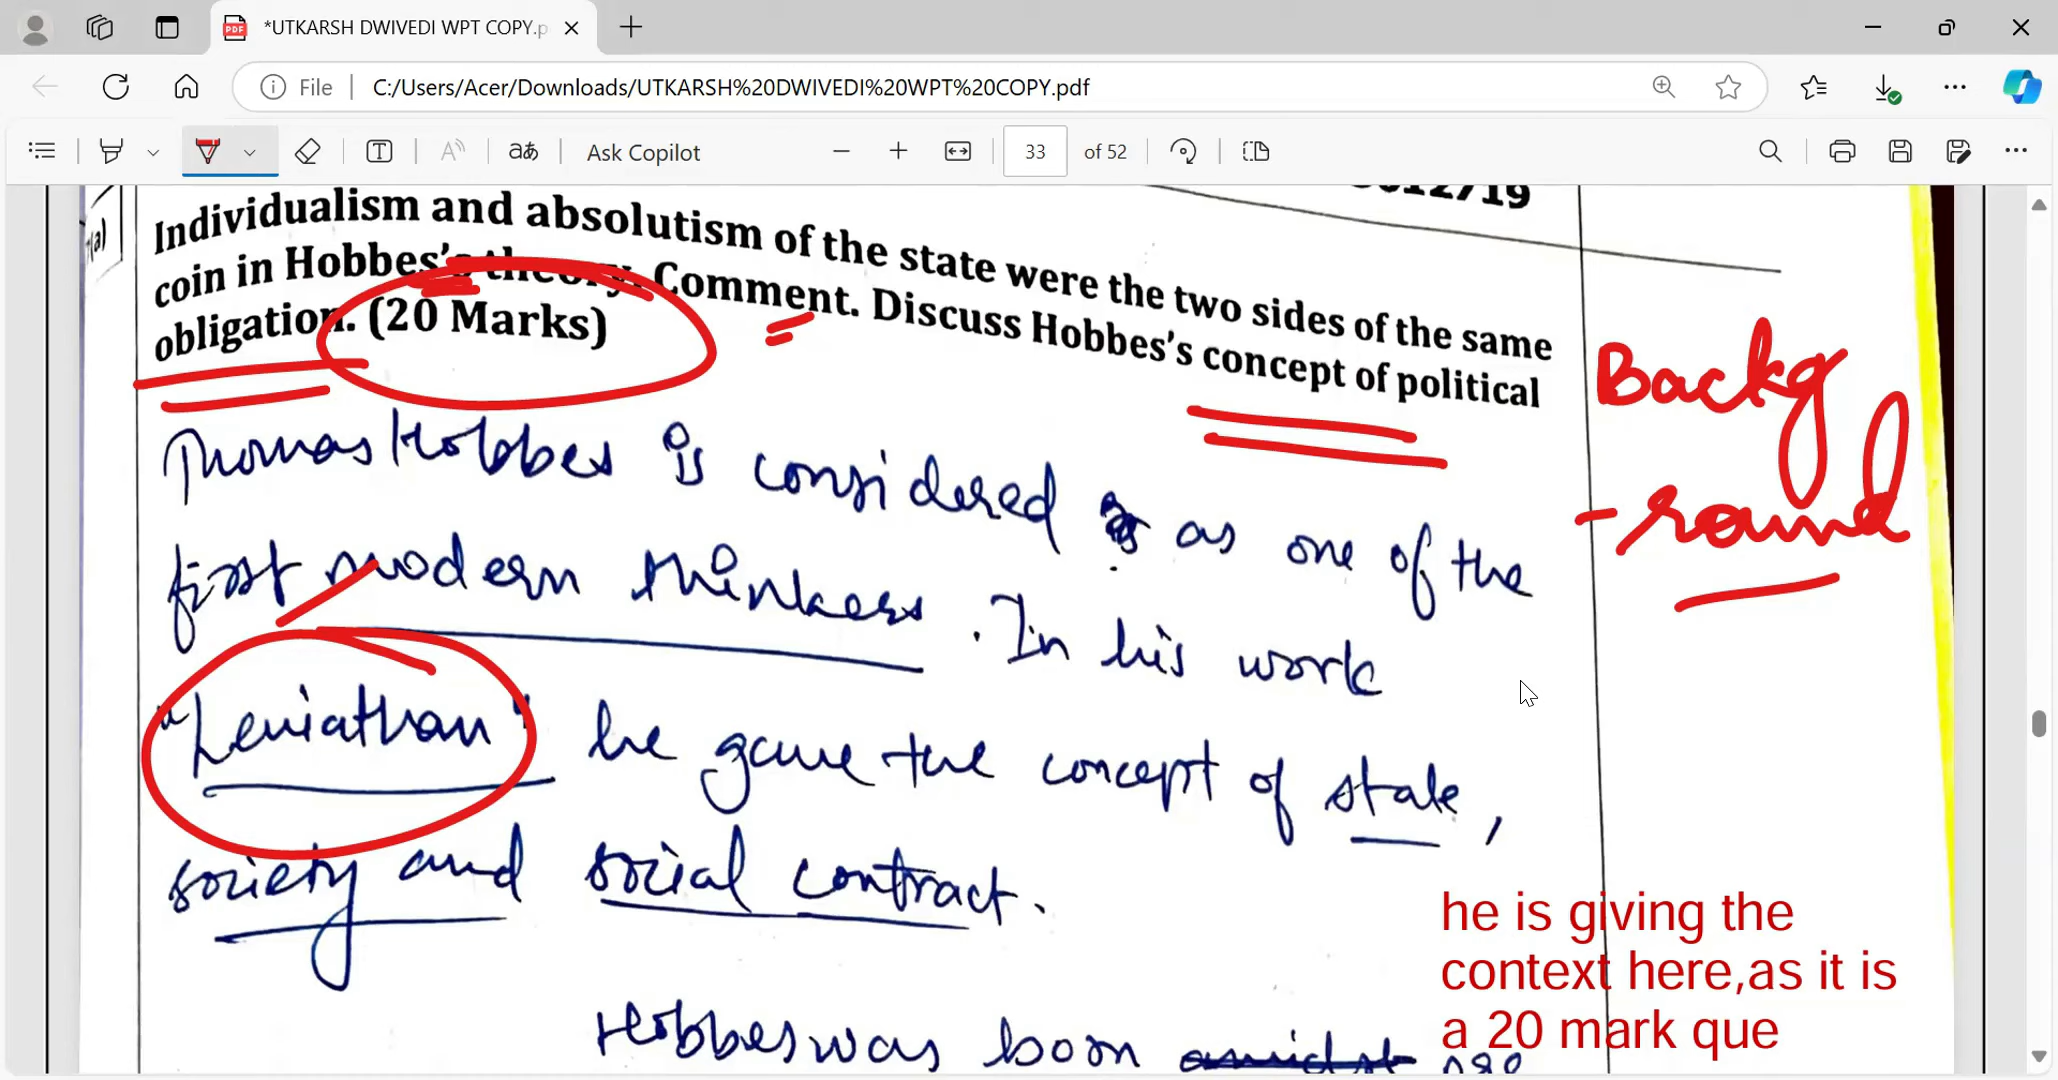 *UTKARSH DWIVEDI WPT COPY.p
File
C:/Users/Acer/Downloads/UTKARSH%20DWIVEDI%20WPT%20COPY.pdf
Ask Copilot
33 of 52
Individualism and absolutism of the state were the two sides of the same
coin in Hobbes's theory. Comment. Discuss Hobbes's concept of political
obligation. (20 Marks)
Backg
-round
Thomas Hobbes is considered as one of the
first modern thinkers. In his work
"Leviathan" he gave the concept of state,
society and social contract.
he is giving the
context here,as it is
a 20 mark que
Hobbes was born amidst